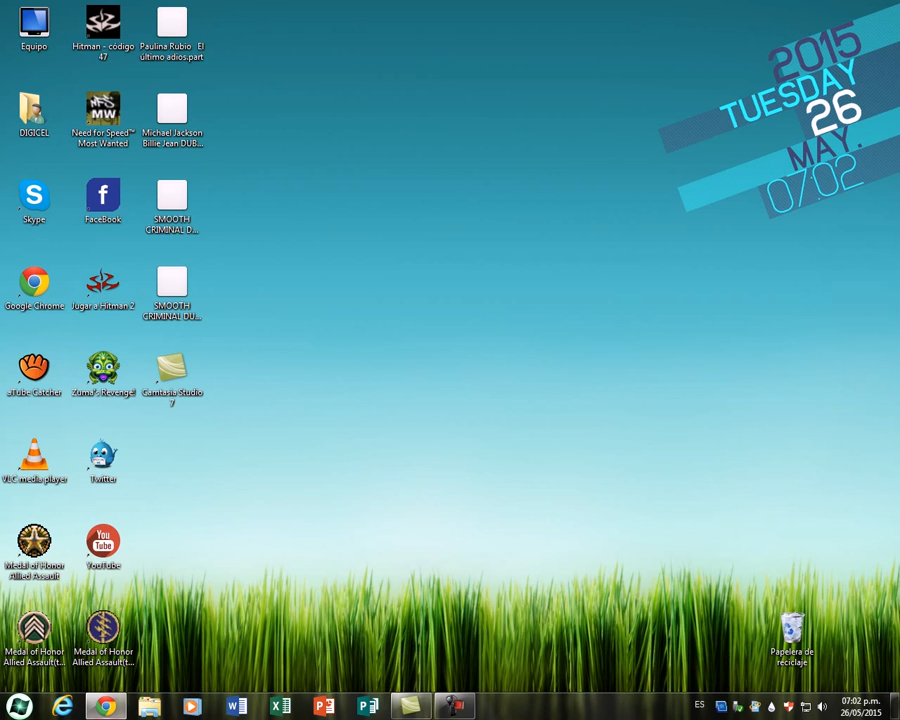 Equipo
Hitman - código
47
Paulina Rubio El
último adios.part
DIGICEL
Need for Speed™
Most Wanted
Michael Jackson
Billie Jean DUB...
Skype
FaceBook
SMOOTH
CRIMINAL D...
Google Chrome
Jugar a Hitman 2
SMOOTH
CRIMINAL DU...
aTube Catcher
Zuma's Revenge!
Camtasia Studio
7
VLC media player
Twitter
Medal of Honor
Allied Assault
YouTube
Medal of Honor
Allied Assault(t...
Medal of Honor
Allied Assault(t...
2015
TUESDAY
26
MAY.
07.02
Papelera de
reciclaje
ES
07:02 p.m.
26/05/2015